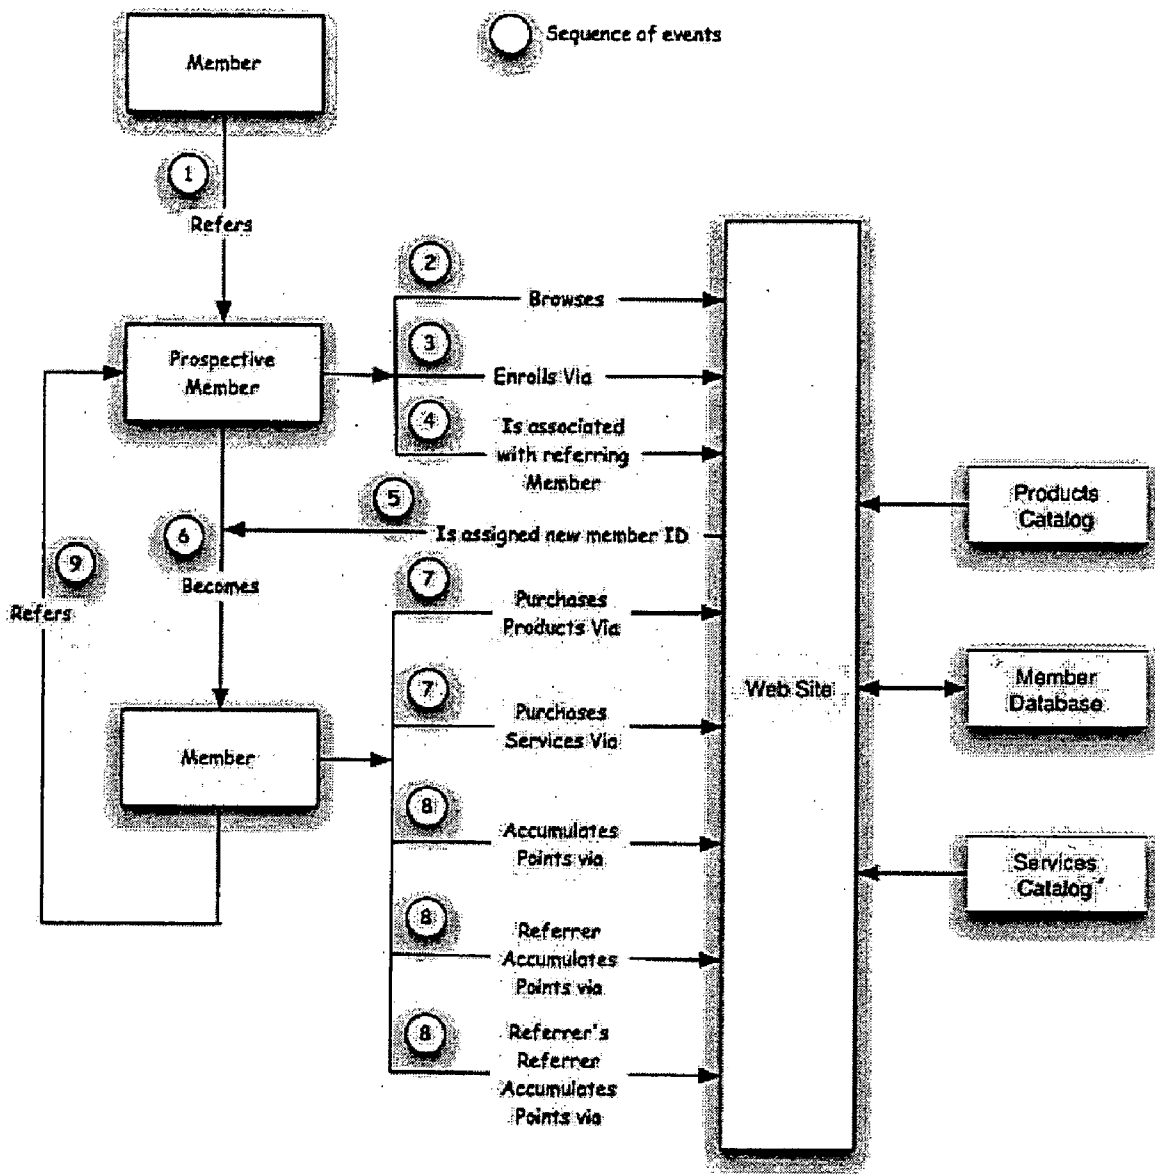 Member
Sequence of events
1
Refers
2
Browses
Prospective
Member
3
Enrolls Via
4
Is associated
with referring
Member
5
Is assigned new member ID
6
Becomes
9
Refers
7
Purchases
Products Via
7
Purchases
Services Via
Member
8
Accumulates
Points via
8
Referrer
Accumulates
Points via
8
Referrer's
Referrer
Accumulates
Points via
Web Site
Products
Catalog
Member
Database
Services
Catalog